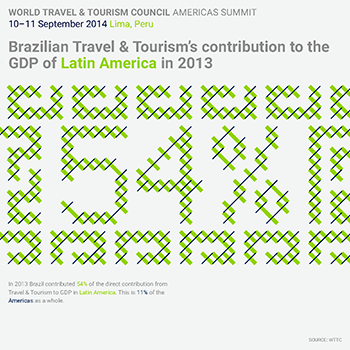 WORLD TRAVEL & TOURISM COUNCIL AMERICAS SUMMIT
10–11 September 2014 Lima, Peru
Brazilian Travel & Tourism's contribution to the
GDP of Latin America in 2013
54%
In 2013 Brazil contributed 54% of the direct contribution from
Travel & Tourism to GDP in Latin America. This is 11% of the
Americas as a whole.
SOURCE: WTTC